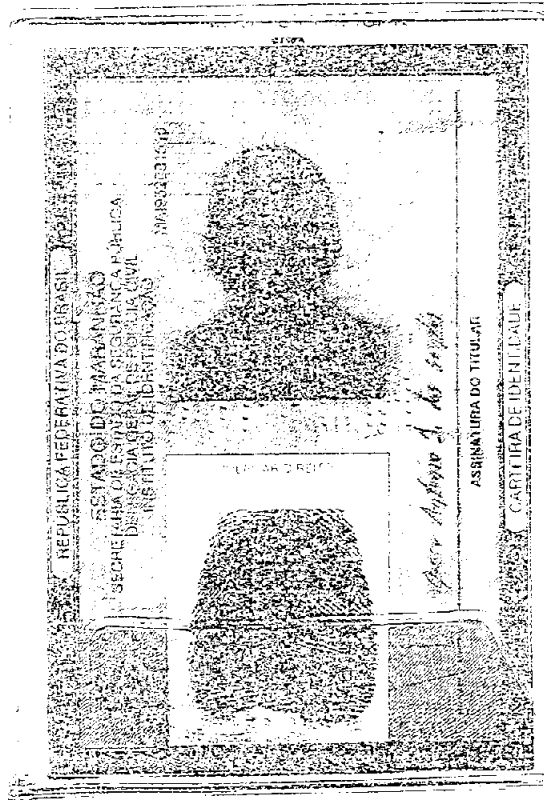 REPÚBLICA FEDERATIVA DO BRASIL
ESTADO DO MARANHÃO
SECRETARIA DE ESTADO DA SEGURANÇA PÚBLICA
DELEGACIA GERAL DE POLÍCIA CIVIL
INSTITUTO DE IDENTIFICAÇÃO
POLEGAR DIREITO
ASSINATURA DO TITULAR
CARTEIRA DE IDENTIDADE